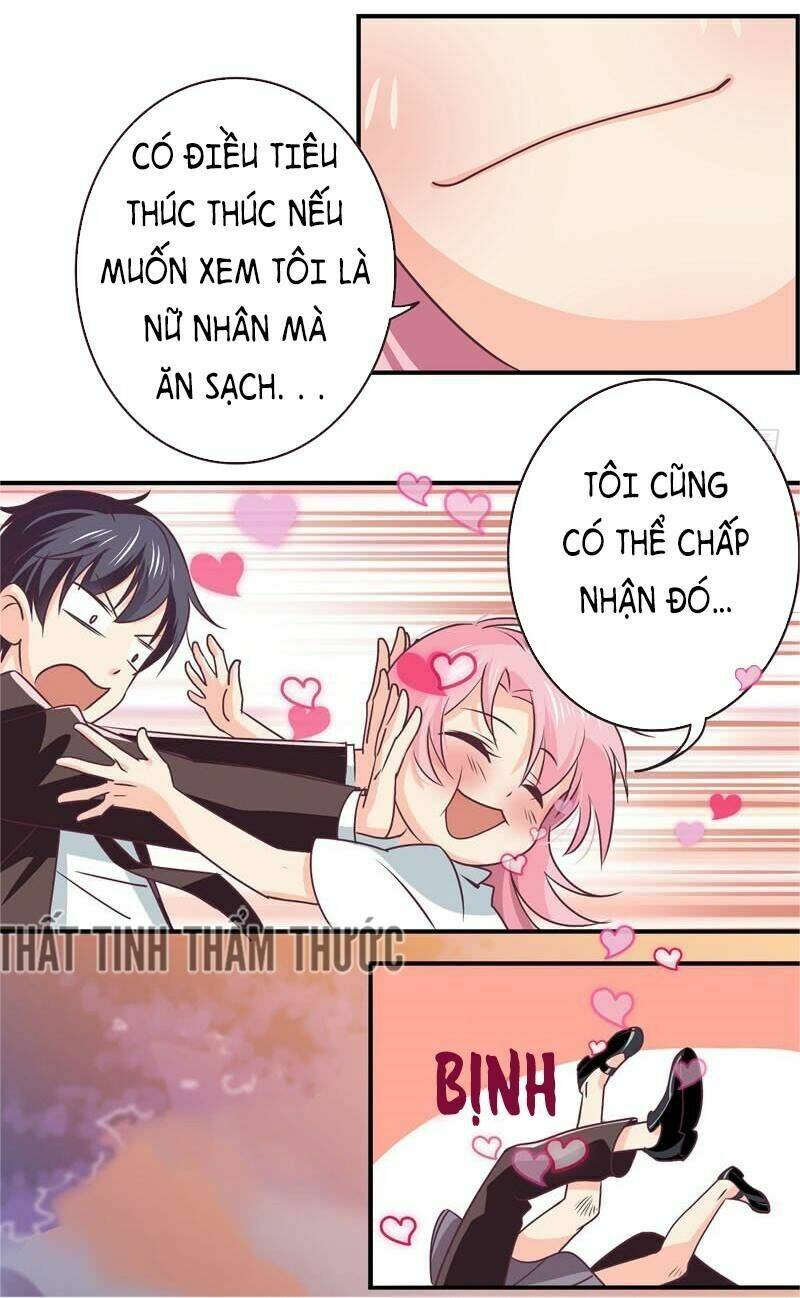 CÓ ĐIỀU TIÊU
THÚC THÚC NẾU
MUỐN XEM TÔI LÀ
NỮ NHÂN MÀ
ĂN SẠCH. . .
TÔI CŨNG
CÓ THỂ CHẤP
NHẬN ĐÓ...
THẤT TINH THẨM THƯỚC
BỊNH